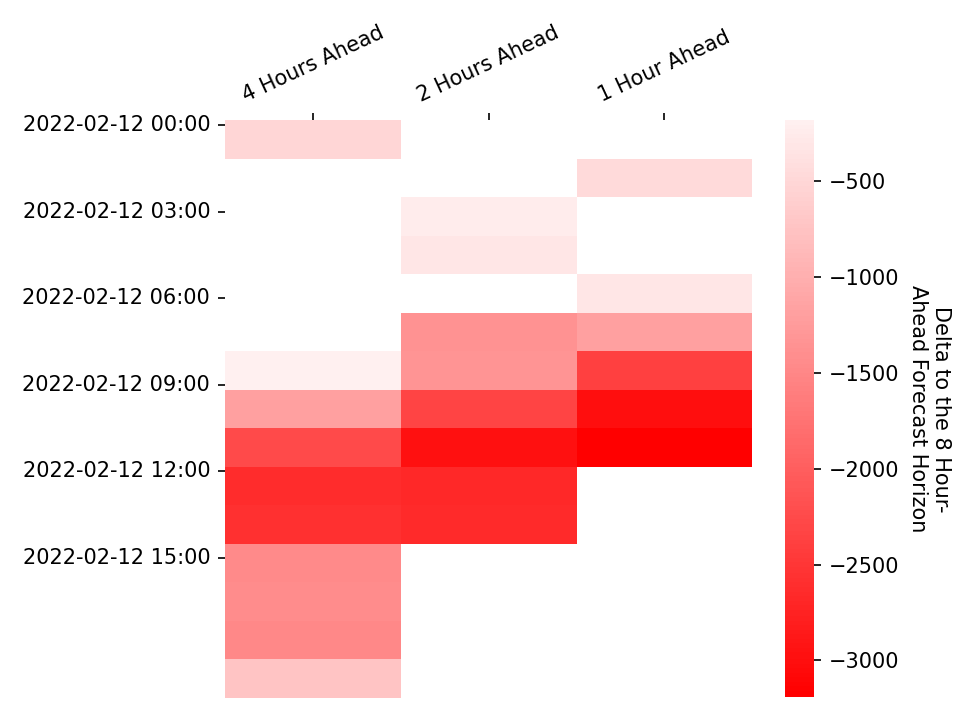 4 Hours Ahead
2 Hours Ahead
1 Hour Ahead
2022-02-12 00:00
2022-02-12 03:00
2022-02-12 06:00
2022-02-12 09:00
2022-02-12 12:00
2022-02-12 15:00
−500
−1000
−1500
−2000
−2500
−3000
Delta to the 8 Hour-
Ahead Forecast Horizon